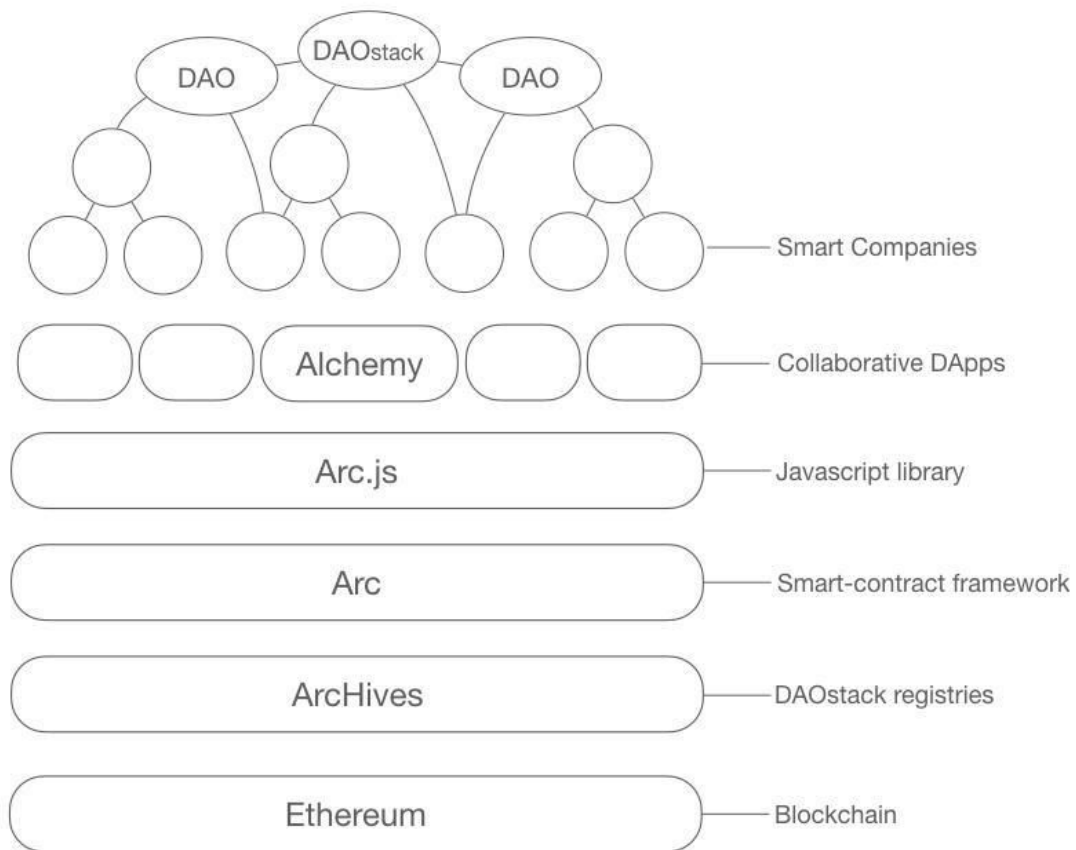 DAO
DAOstack
DAO
Smart Companies
Alchemy
Collaborative DApps
Arc.js
Javascript library
Arc
Smart-contract framework
ArcHives
DAOstack registries
Ethereum
Blockchain